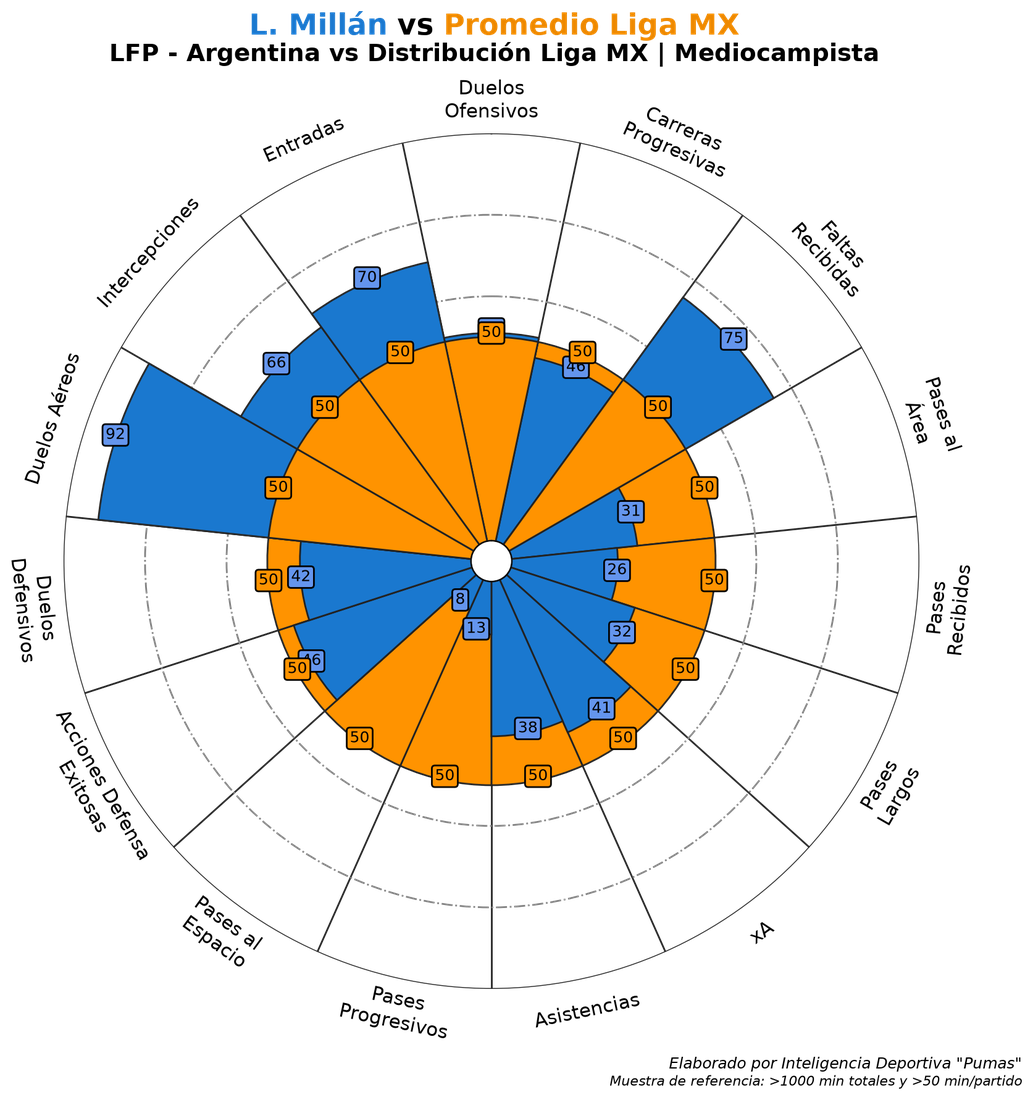 L. Millán vs Promedio Liga MX
LFP - Argentina vs Distribución Liga MX | Mediocampista
Duelos
Ofensivos
Carreras
Progresivas
Faltas
Recibidas
Pases al
Área
Pases
Recibidos
Pases
Largos
xA
Asistencias
Pases
Progresivos
Pases al
Espacio
Acciones Defensa
Exitosas
Duelos
Defensivos
Duelos Aéreos
Intercepciones
Entradas
50
46
50
75
50
31
50
26
50
32
50
41
50
38
50
13
50
8
50
46
50
42
50
92
50
66
50
70
50
Elaborado por Inteligencia Deportiva "Pumas"
Muestra de referencia: >1000 min totales y >50 min/partido